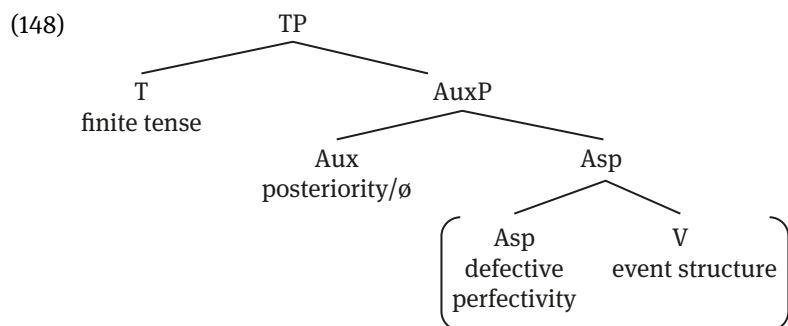 (148) TP
T AuxP
finite tense
Aux Asp
posteriority/ø
Asp V
defective event structure
perfectivity